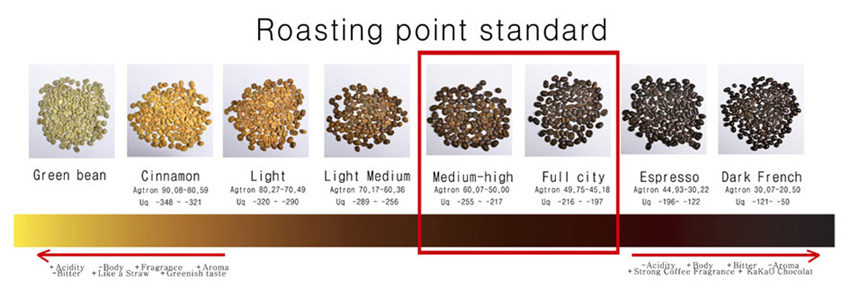 Roasting point standard
Green bean
Cinnamon
Agtron 90,08~80,59
Uq -348 ~ -321
Light
Agtron 80,27~70,49
Uq -320 ~ -290
Light Medium
Agtron 70,17~60,36
Uq -289 ~ -256
Medium-high
Agtron 60,07~50,00
Uq -255 ~ -217
Full city
Agtron 49,75~45,18
Uq -216 ~ -197
Espresso
Agtron 44,93~30,22
Uq -196~ -122
Dark French
Agtron 30,07~20,50
Uq -121~ -50
+Acidity -Body +Fragrance +Aroma
-Bitter +Like a Straw +Greenish taste
-Acidity +Body +Bitter -Aroma
+Strong Coffee Fragrance + KaKaO Chocolat